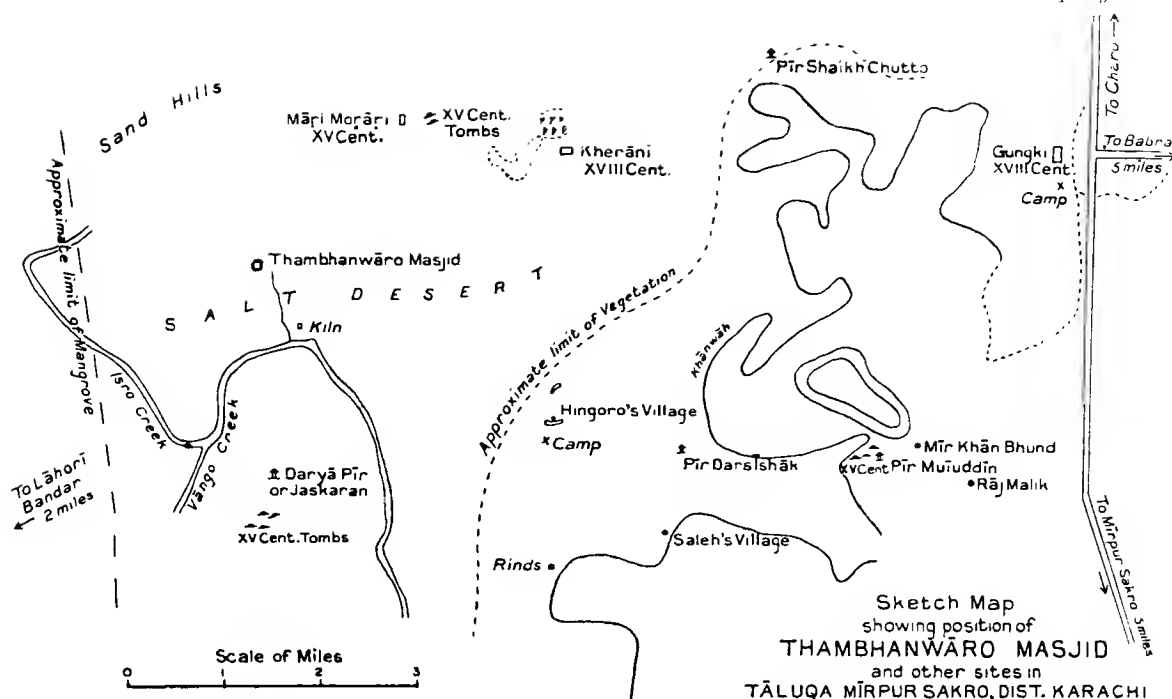 To Charo
Pīr Shaikh Chutto
Sand Hills
Māri Morāri
XV Cent.
XV Cent.
Tombs
Kherāni
XVIII Cent.
Gungki
XVIII Cent
Camp
To Babra
5 miles
Approximate limit of Mangrove
Thambhanwāro Masjid
SALT DESERT
Kiln
Approximate limit of Vegetation
Khānwāh
Isro Creek
Vāngo Creek
Hingoro's Village
Camp
Pīr Dars Ishāk
Mīr Khān Bhund
XV Cent
Pīr Muīuddīn
Rāj Malik
Daryā Pīr
or Jaskaran
To Lāhorī
Bandar
2 miles
XV Cent. Tombs
Saleh's Village
Rinds
To Mīrpur Sakro 5 miles
Scale of Miles
0 2 3
Sketch Map
showing position of
THAMBHANWĀRO MASJID
and other sites in
TĀLUQA MĪRPUR SAKRO, DIST. KARACHI